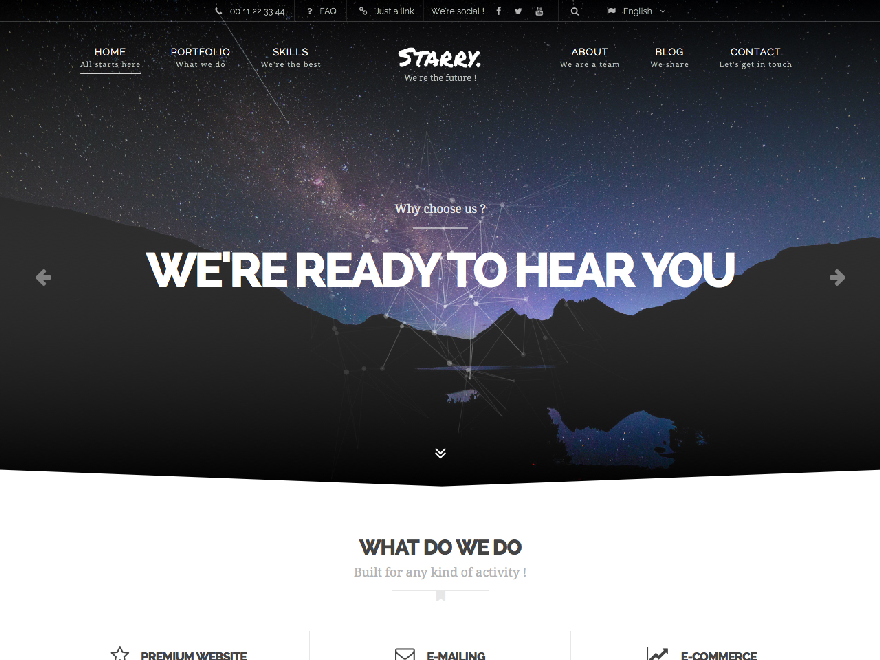 00 11 22 33 44 ? FAQ Just a link We're social ! English
HOME PORTFOLIO SKILLS STARRY. ABOUT BLOG CONTACT
All starts here What we do We're the best We're the future ! We are a team We share Let's get in touch
Why choose us ?
WE'RE READY TO HEAR YOU
WHAT DO WE DO
Built for any kind of activity !
PREMIUM WEBSITE E-MAILING E-COMMERCE